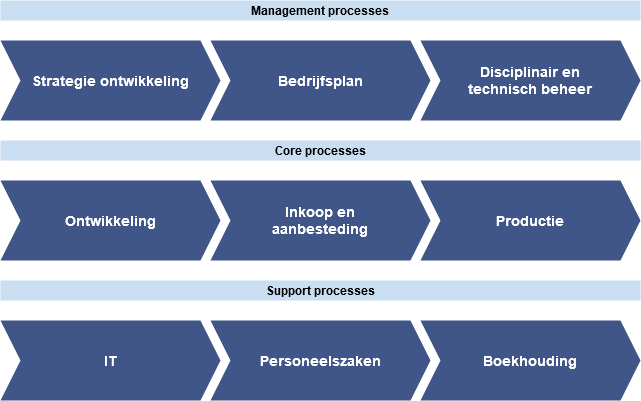 Management processes
Strategie ontwikkeling
Bedrijfsplan
Disciplinair en
technisch beheer
Core processes
Ontwikkeling
Inkoop en
aanbesteding
Productie
Support processes
IT
Personeelszaken
Boekhouding